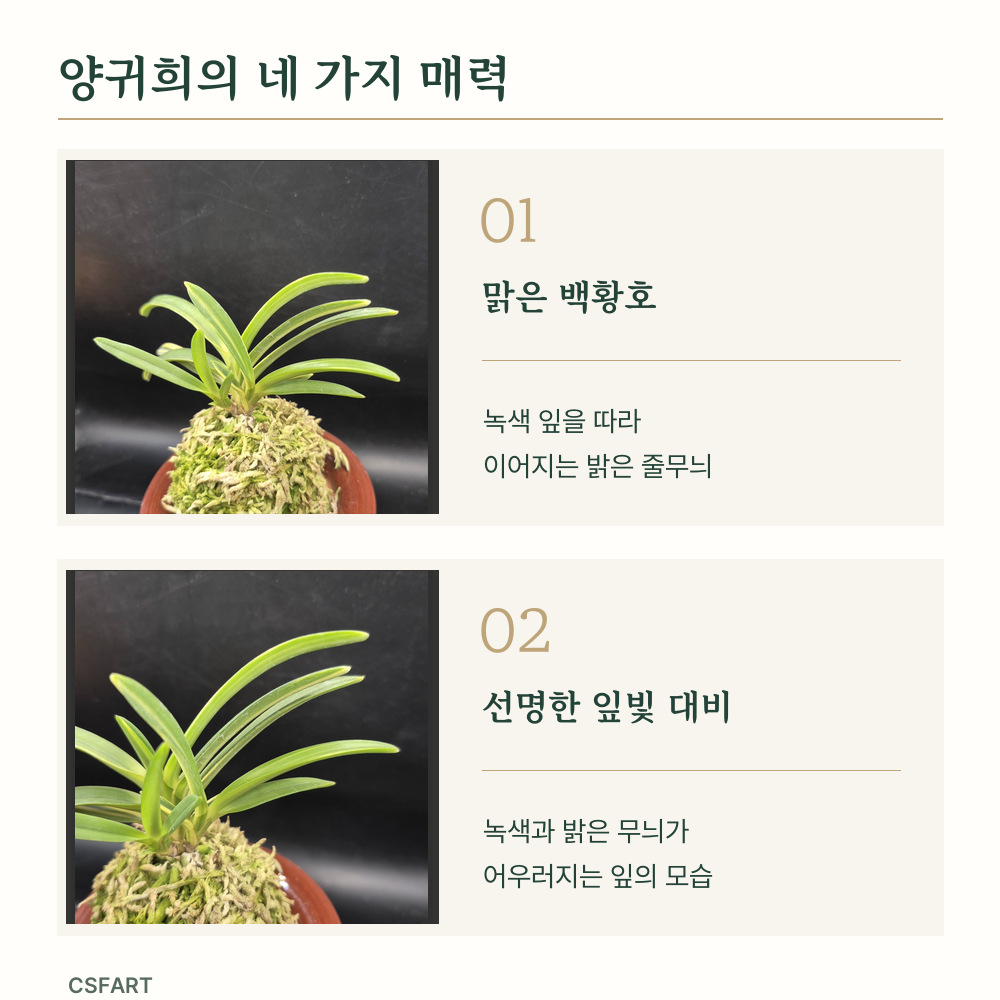 양귀희의 네 가지 매력
01
맑은 백황호
녹색 잎을 따라
이어지는 밝은 줄무늬
02
선명한 잎빛 대비
녹색과 밝은 무늬가
어우러지는 잎의 모습
CSFART